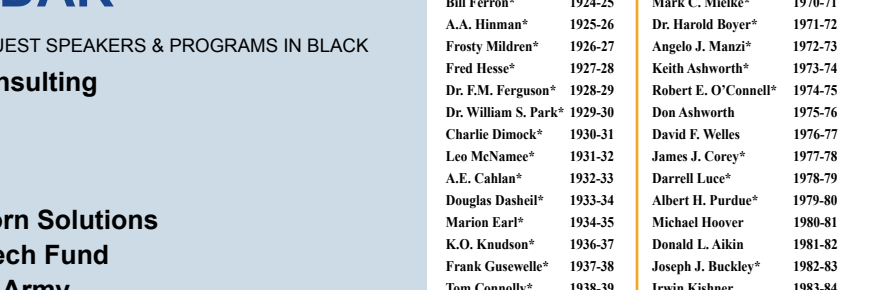 UEST SPEAKERS & PROGRAMS IN BLACK
nsulting
orn Solutions
ech Fund
Army
Bill Ferron* 1924-25
A.A. Hinman* 1925-26
Frosty Mildren* 1926-27
Fred Hesse* 1927-28
Dr. F.M. Ferguson* 1928-29
Dr. William S. Park* 1929-30
Charlie Dimock* 1930-31
Leo McNamee* 1931-32
A.E. Cahlan* 1932-33
Douglas Dasheil* 1933-34
Marion Earl* 1934-35
K.O. Knudson* 1936-37
Frank Gusewelle* 1937-38
Tom Connolly* 1938-39
Mark C. Mielke* 1970-71
Dr. Harold Boyer* 1971-72
Angelo J. Manzi* 1972-73
Keith Ashworth* 1973-74
Robert E. O’Connell* 1974-75
Don Ashworth 1975-76
David F. Welles 1976-77
James J. Corey* 1977-78
Darrell Luce* 1978-79
Albert H. Purdue* 1979-80
Michael Hoover 1980-81
Donald L. Aikin 1981-82
Joseph J. Buckley* 1982-83
Irwin Kishner 1983-84